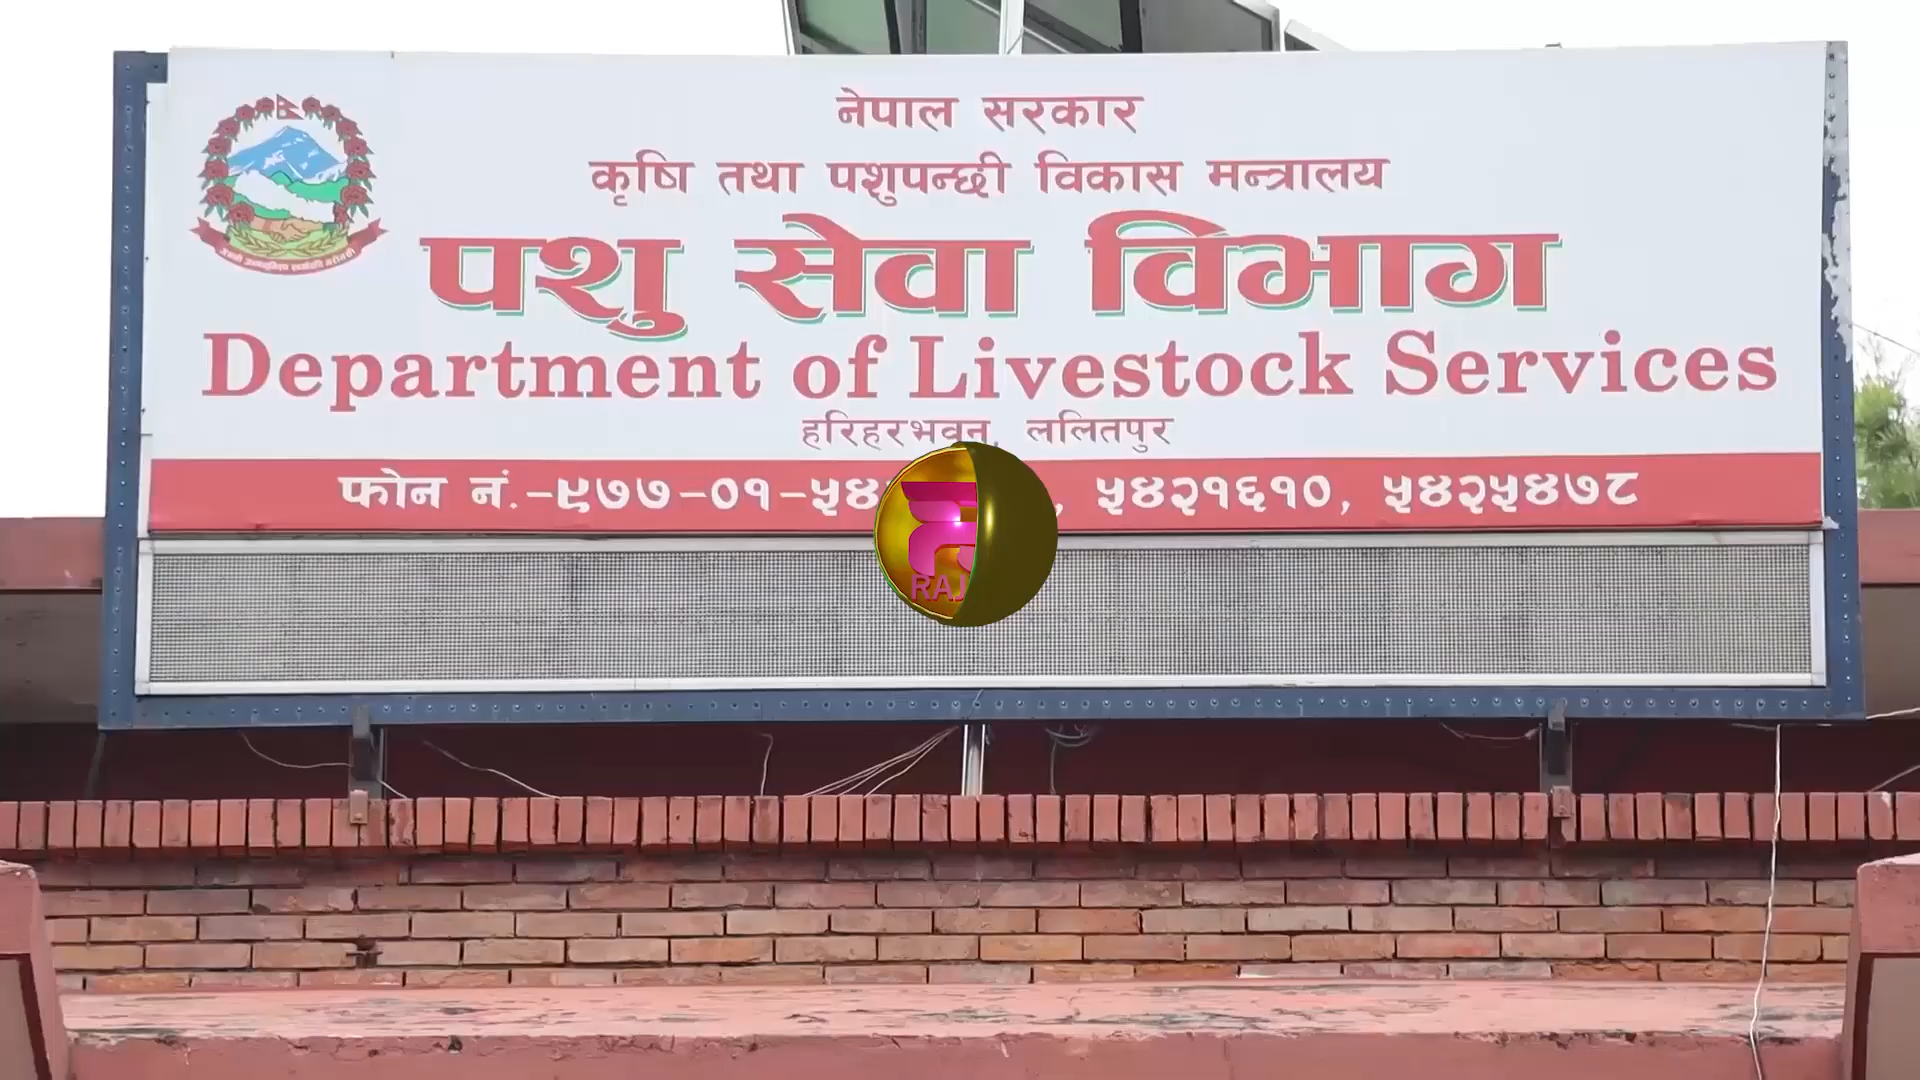 नेपाल सरकार
कृषि तथा पशुपन्छी विकास मन्त्रालय
पशु सेवा विभाग
Department of Livestock Services
हरिहरभवन, ललितपुर
फोन नं.-९७७-०१-५४ , ५४२१६१०, ५४२५४७८
RAJ